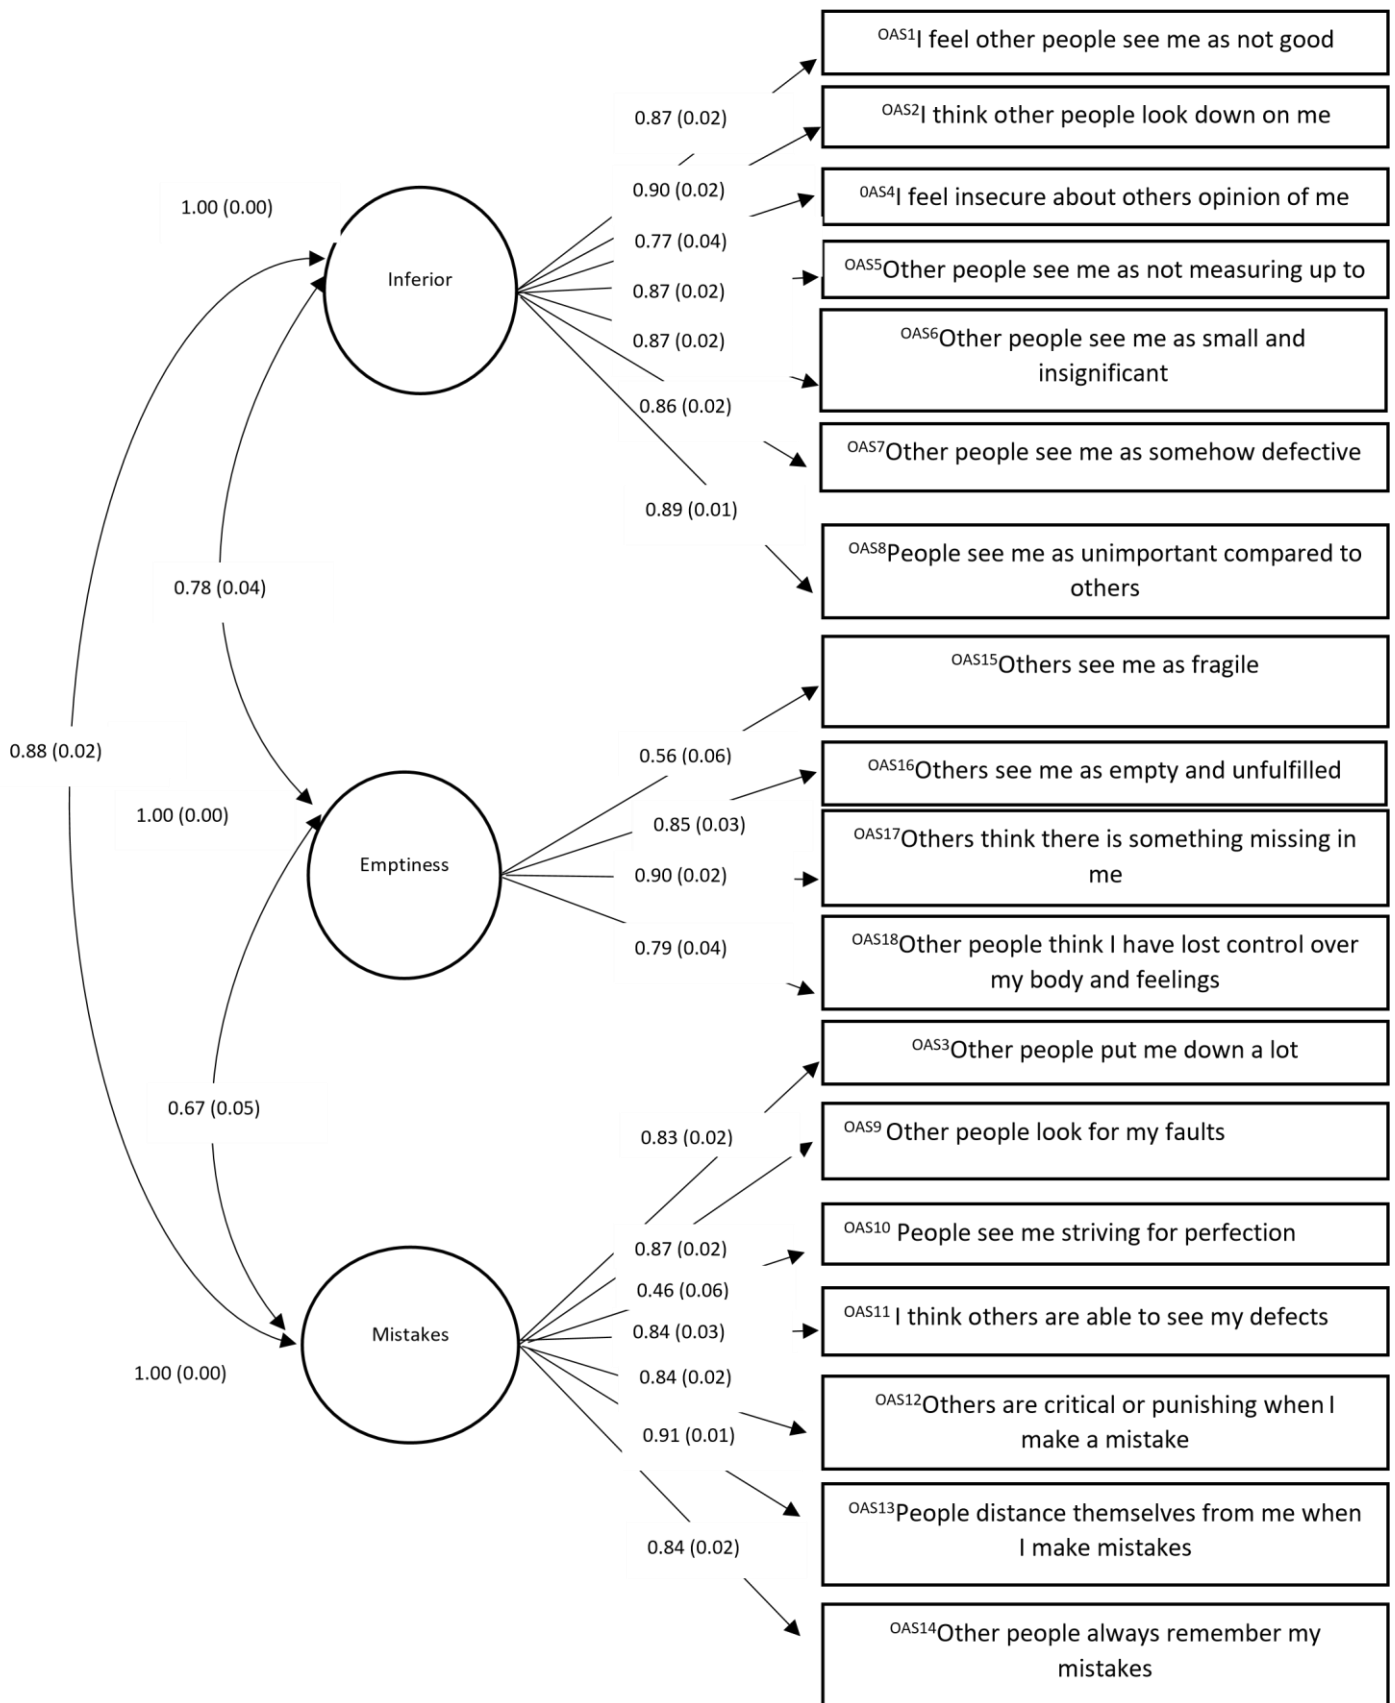 OAS1I feel other people see me as not good
0.87 (0.02)
OAS2I think other people look down on me
0.90 (0.02)
1.00 (0.00)
0AS4I feel insecure about others opinion of me
0.77 (0.04)
Inferior
OAS5Other people see me as not measuring up to
0.87 (0.02)
0.87 (0.02)
OAS6Other people see me as small and
insignificant
0.86 (0.02)
OAS7Other people see me as somehow defective
0.89 (0.01)
OAS8People see me as unimportant compared to
others
0.78 (0.04)
OAS15Others see me as fragile
0.88 (0.02)
0.56 (0.06)
OAS16Others see me as empty and unfulfilled
1.00 (0.00)
0.85 (0.03)
OAS17Others think there is something missing in
me
Emptiness
0.90 (0.02)
0.79 (0.04)
OAS18Other people think I have lost control over
my body and feelings
OAS3Other people put me down a lot
0.67 (0.05)
0.83 (0.02)
OAS9 Other people look for my faults
0.87 (0.02)
OAS10 People see me striving for perfection
0.46 (0.06)
Mistakes
0.84 (0.03)
OAS11 I think others are able to see my defects
1.00 (0.00)
0.84 (0.02)
OAS12Others are critical or punishing when I
make a mistake
0.91 (0.01)
OAS13People distance themselves from me when
I make mistakes
0.84 (0.02)
OAS14Other people always remember my
mistakes